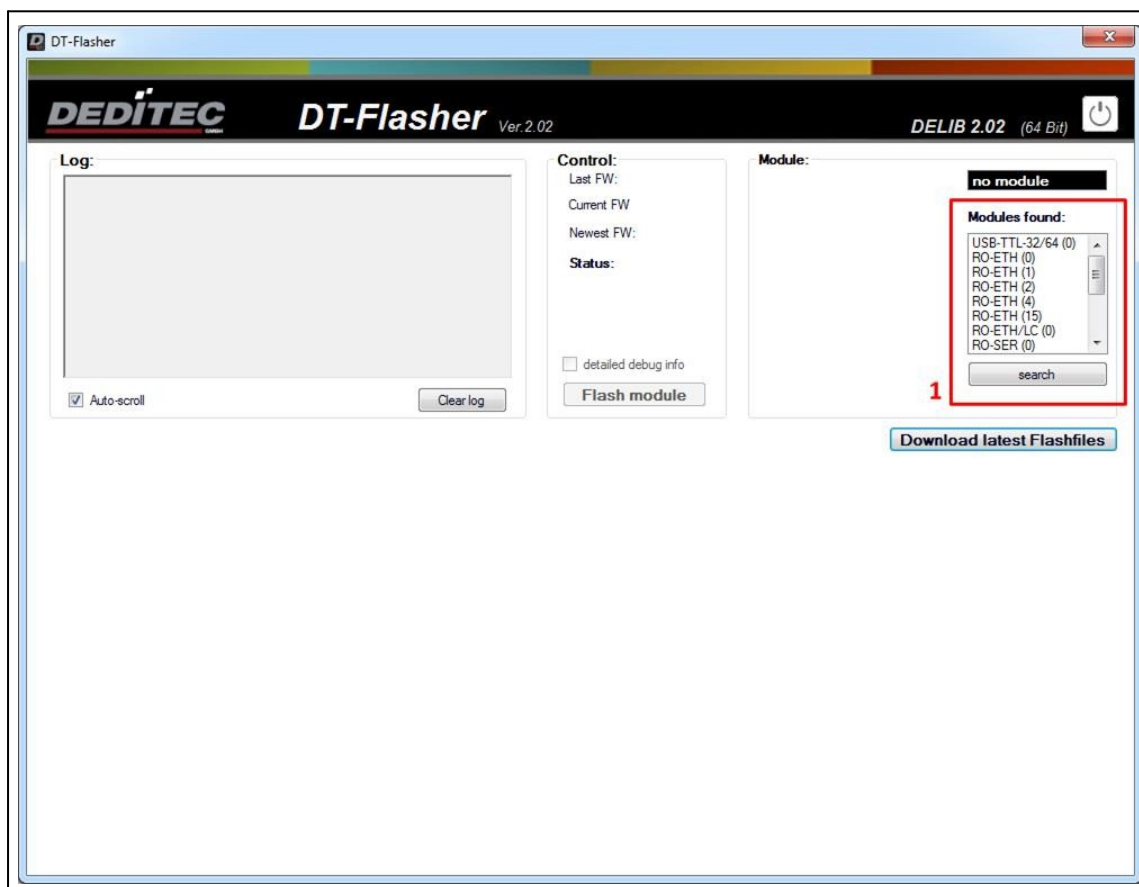 DT-Flasher
DEDITEC
GMBH
DT-Flasher Ver.2.02
DELIB 2.02 (64 Bit)
Log:
Auto-scroll
Clear log
Control:
Last FW:
Current FW
Newest FW:
Status:
detailed debug info
Flash module
Module:
no module
Modules found:
USB-TTL-32/64 (0)
RO-ETH (0)
RO-ETH (1)
RO-ETH (2)
RO-ETH (4)
RO-ETH (15)
RO-ETH/LC (0)
RO-SER (0)
search
1
Download latest Flashfiles